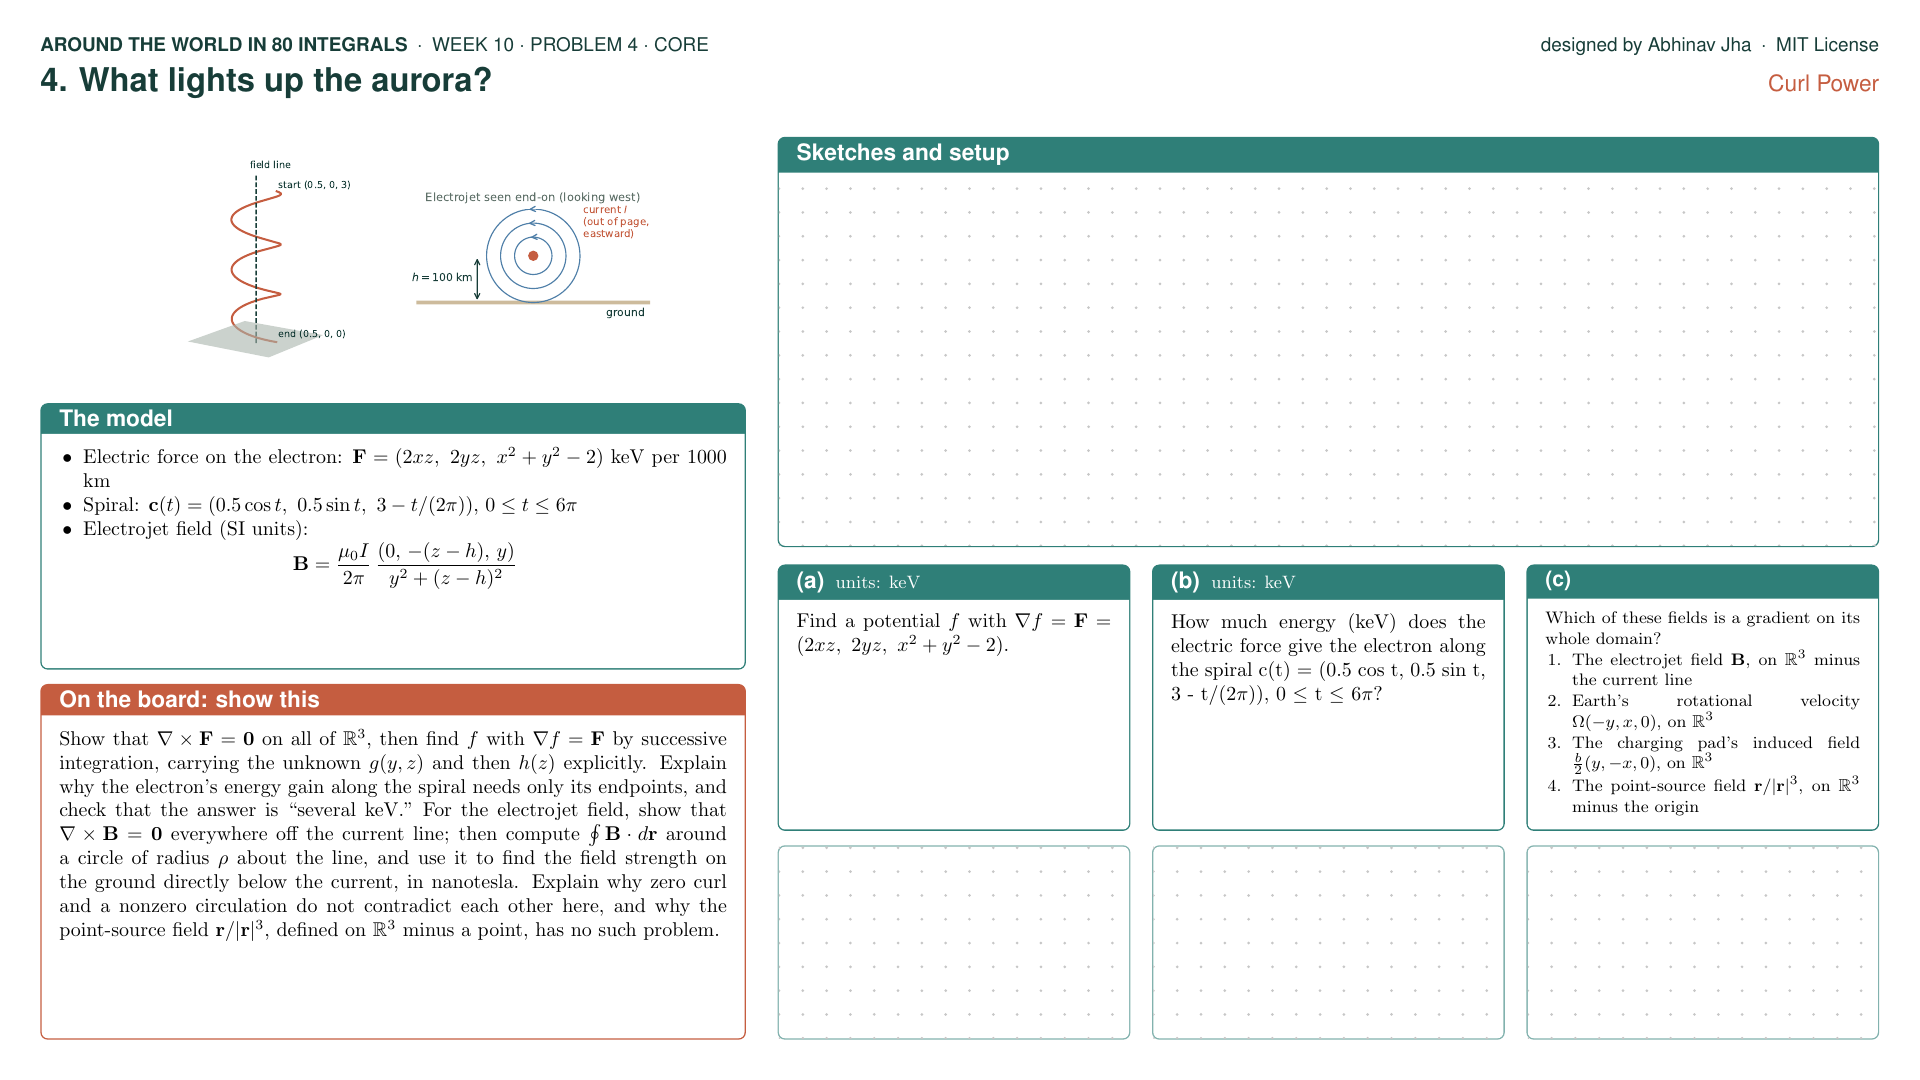 AROUND THE WORLD IN 80 INTEGRALS · WEEK 10 · PROBLEM 4 · CORE
designed by Abhinav Jha · MIT License
4. What lights up the aurora?
Curl Power
field line
start (0.5, 0, 3)
end (0.5, 0, 0)
Electrojet seen end-on (looking west)
current I
(out of page,
eastward)
h = 100 km
ground
The model
• Electric force on the electron: F = (2xz, 2yz, x² + y² − 2) keV per 1000
km
• Spiral: c(t) = (0.5 cos t, 0.5 sin t, 3 − t/(2π)), 0 ≤ t ≤ 6π
• Electrojet field (SI units):
B = μ₀I/2π (0, −(z − h), y)/y² + (z − h)²
On the board: show this
Show that ∇ × F = 0 on all of ℝ³, then find f with ∇f = F by successive
integration, carrying the unknown g(y, z) and then h(z) explicitly. Explain
why the electron's energy gain along the spiral needs only its endpoints, and
check that the answer is “several keV.” For the electrojet field, show that
∇ × B = 0 everywhere off the current line; then compute ∮ B · dr around
a circle of radius ρ about the line, and use it to find the field strength on
the ground directly below the current, in nanotesla. Explain why zero curl
and a nonzero circulation do not contradict each other here, and why the
point-source field r/|r|³, defined on ℝ³ minus a point, has no such problem.
Sketches and setup
(a) units: keV
Find a potential f with ∇f = F =
(2xz, 2yz, x² + y² − 2).
(b) units: keV
How much energy (keV) does the
electric force give the electron along
the spiral c(t) = (0.5 cos t, 0.5 sin t,
3 - t/(2π)), 0 ≤ t ≤ 6π?
(c)
Which of these fields is a gradient on its
whole domain?
1. The electrojet field B, on ℝ³ minus
the current line
2. Earth's rotational velocity
Ω(−y, x, 0), on ℝ³
3. The charging pad's induced field
b/2(y, −x, 0), on ℝ³
4. The point-source field r/|r|³, on ℝ³
minus the origin